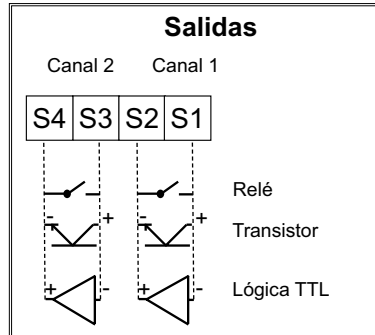 Salidas
Canal 2 Canal 1
S4 S3 S2 S1
Relé
- + - +
Transistor
+ - + -
Lógica TTL